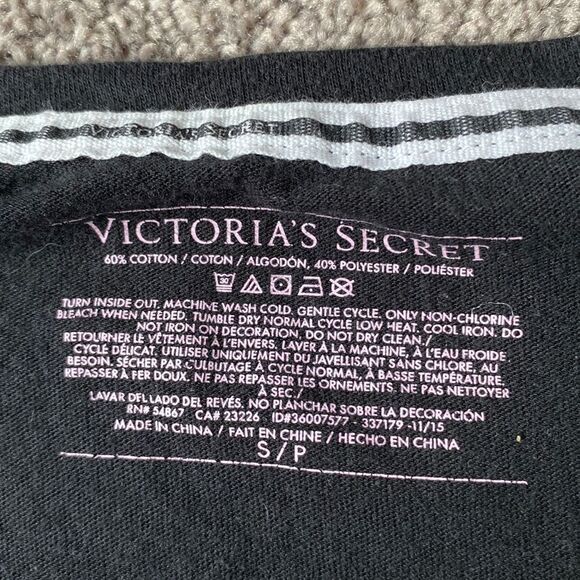 VICTORIA'S SECRET
VICTORIA'S SECRET
60% COTTON / COTON / ALGODÓN, 40% POLYESTER / POLIÉSTER
30
TURN INSIDE OUT. MACHINE WASH COLD. GENTLE CYCLE. ONLY NON-CHLORINE
BLEACH WHEN NEEDED. TUMBLE DRY NORMAL CYCLE LOW HEAT. COOL IRON. DO
NOT IRON ON DECORATION. DO NOT DRY CLEAN./
RETOURNER LE VÊTEMENT À L'ENVERS. LAVER À LA MACHINE, À L'EAU FROIDE.
CYCLE DÉLICAT. UTILISER UNIQUEMENT DU JAVELLISANT SANS CHLORE, AU
BESOIN. SÉCHER PAR CULBUTAGE À CYCLE NORMAL, À BASSE TEMPÉRATURE.
REPASSER À FER DOUX. NE PAS REPASSER LES ORNEMENTS. NE PAS NETTOYER
À SEC./
LAVAR DEL LADO DEL REVÉS. NO PLANCHAR SOBRE LA DECORACIÓN
RN# 54867 CA# 23226 ID#36007577 - 337179 -11/15
MADE IN CHINA / FAIT EN CHINE / HECHO EN CHINA
S/P